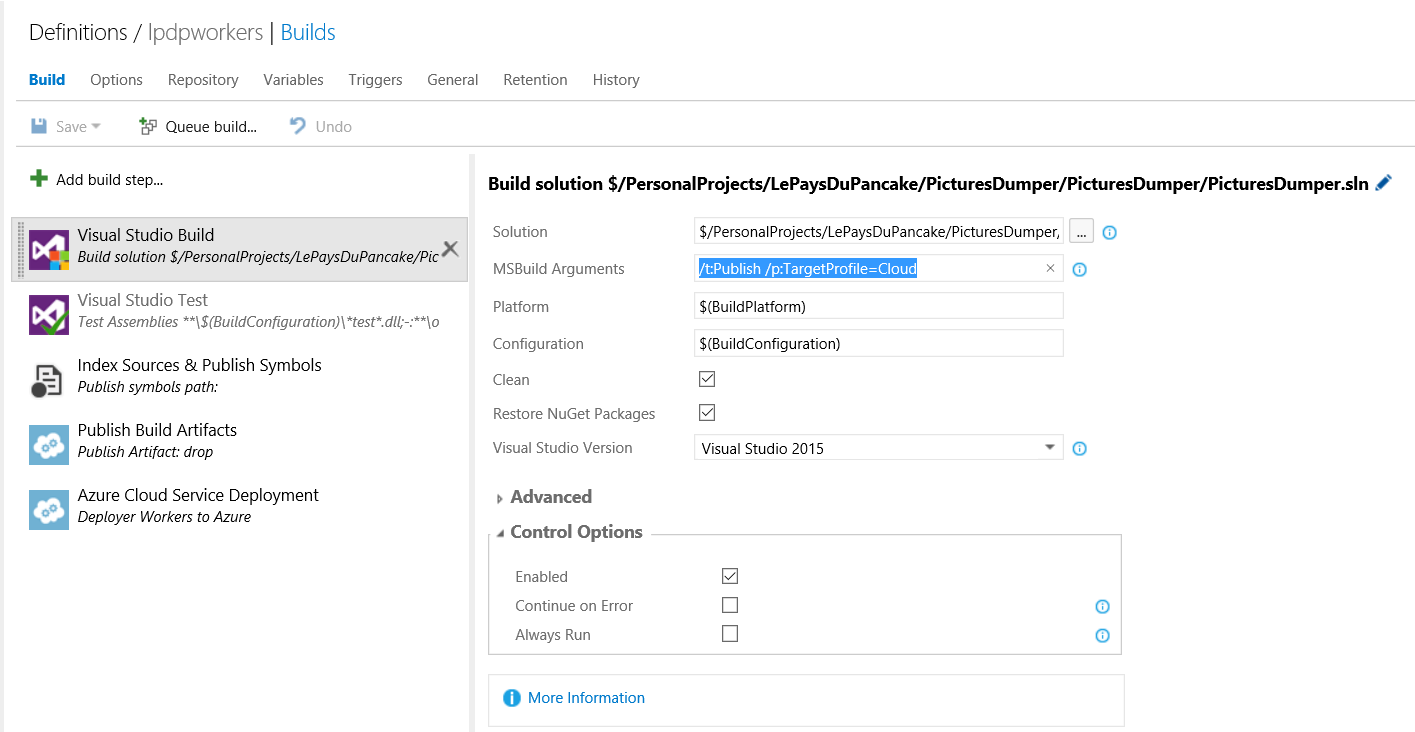 Definitions / lpdpworkers | Builds
Build Options Repository Variables Triggers General Retention History
Save Queue build... Undo
Add build step...
Visual Studio Build
Build solution $/PersonalProjects/LePaysDuPancake/Pic
Visual Studio Test
Test Assemblies **\$(BuildConfiguration)\*test*.dll;-:**\o
Index Sources & Publish Symbols
Publish symbols path:
Publish Build Artifacts
Publish Artifact: drop
Azure Cloud Service Deployment
Deployer Workers to Azure
Build solution $/PersonalProjects/LePaysDuPancake/PicturesDumper/PicturesDumper/PicturesDumper.sln
Solution $/PersonalProjects/LePaysDuPancake/PicturesDumper, ...
MSBuild Arguments /t:Publish /p:TargetProfile=Cloud
Platform $(BuildPlatform)
Configuration $(BuildConfiguration)
Clean
Restore NuGet Packages
Visual Studio Version Visual Studio 2015
Advanced
Control Options
Enabled
Continue on Error
Always Run
More Information